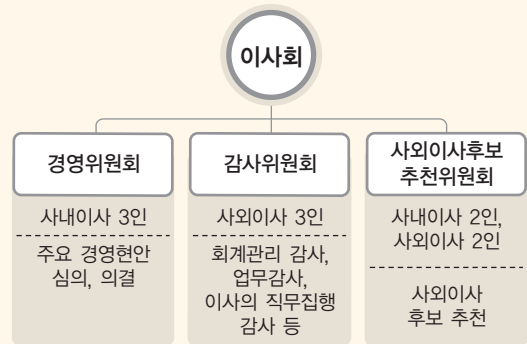 이사회
경영위원회
사내이사 3인
주요 경영현안
심의, 의결
감사위원회
사외이사 3인
회계관리 감사,
업무감사,
이사의 직무집행
감사 등
사외이사후보
추천위원회
사내이사 2인,
사외이사 2인
사외이사
후보 추천